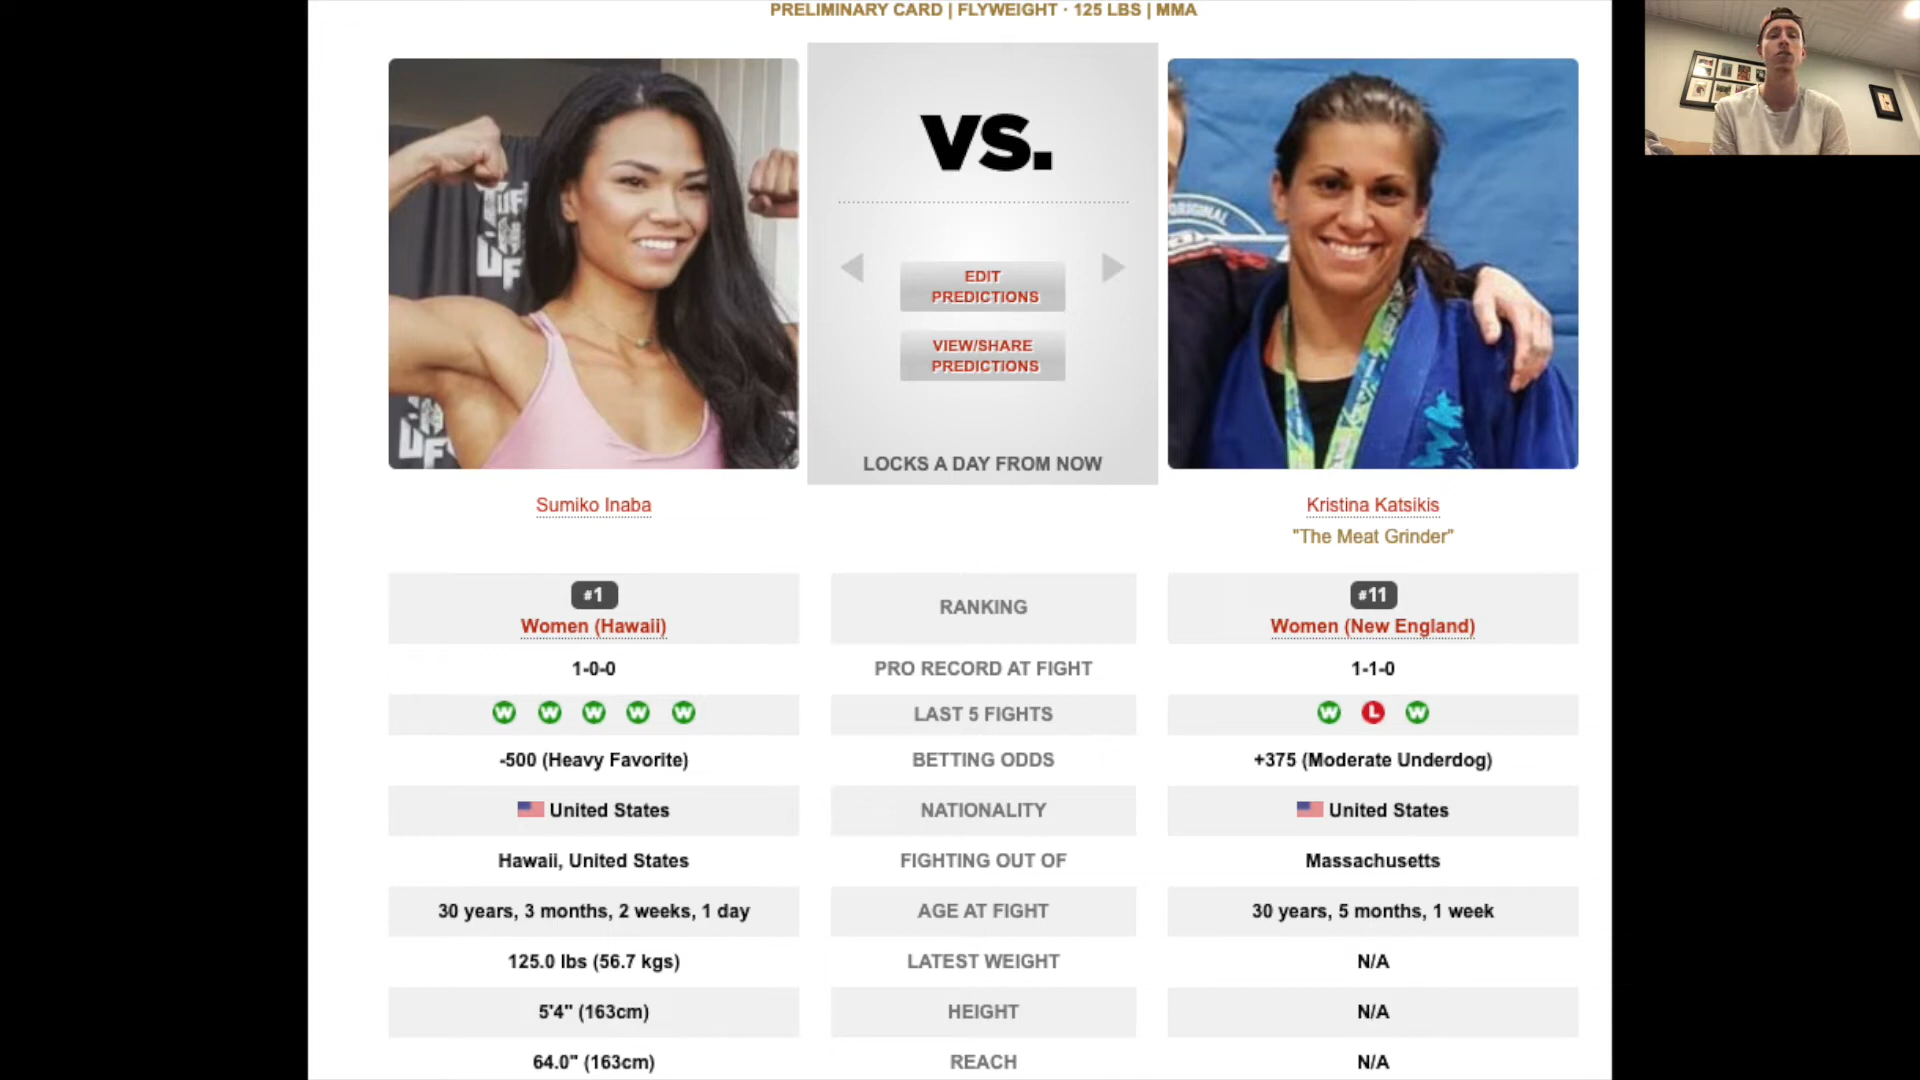 PRELIMINARY CARD | FLYWEIGHT · 125 LBS | MMA
VS.
EDIT
PREDICTIONS
VIEW/SHARE
PREDICTIONS
LOCKS A DAY FROM NOW
ORIGINAL
UF
UF
UF
Sumiko Inaba
Kristina Katsikis
"The Meat Grinder"
#1
Women (Hawaii)
RANKING
#11
Women (New England)
1-0-0
PRO RECORD AT FIGHT
1-1-0
W W W W W
LAST 5 FIGHTS
W L W
-500 (Heavy Favorite)
BETTING ODDS
+375 (Moderate Underdog)
United States
NATIONALITY
United States
Hawaii, United States
FIGHTING OUT OF
Massachusetts
30 years, 3 months, 2 weeks, 1 day
AGE AT FIGHT
30 years, 5 months, 1 week
125.0 lbs (56.7 kgs)
LATEST WEIGHT
N/A
5'4" (163cm)
HEIGHT
N/A
64.0" (163cm)
REACH
N/A